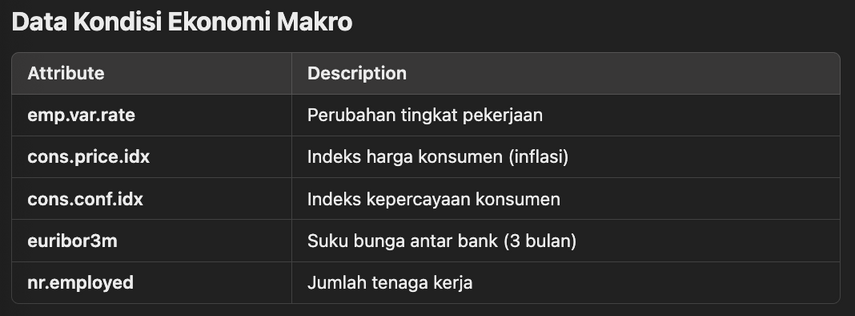 Data Kondisi Ekonomi Makro
Attribute Description
emp.var.rate Perubahan tingkat pekerjaan
cons.price.idx Indeks harga konsumen (inflasi)
cons.conf.idx Indeks kepercayaan konsumen
euribor3m Suku bunga antar bank (3 bulan)
nr.employed Jumlah tenaga kerja